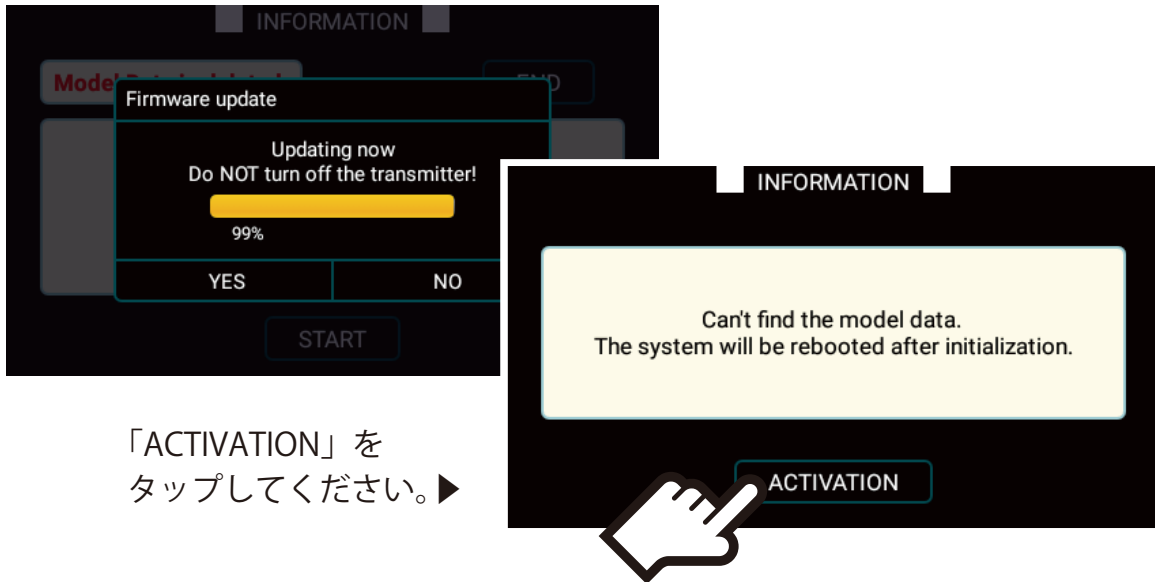 INFORMATION
Model
END
Firmware update
Updating now
Do NOT turn off the transmitter!
99%
YES NO
START
INFORMATION
Can't find the model data.
The system will be rebooted after initialization.
ACTIVATION
「ACTIVATION」を
タップしてください。▶